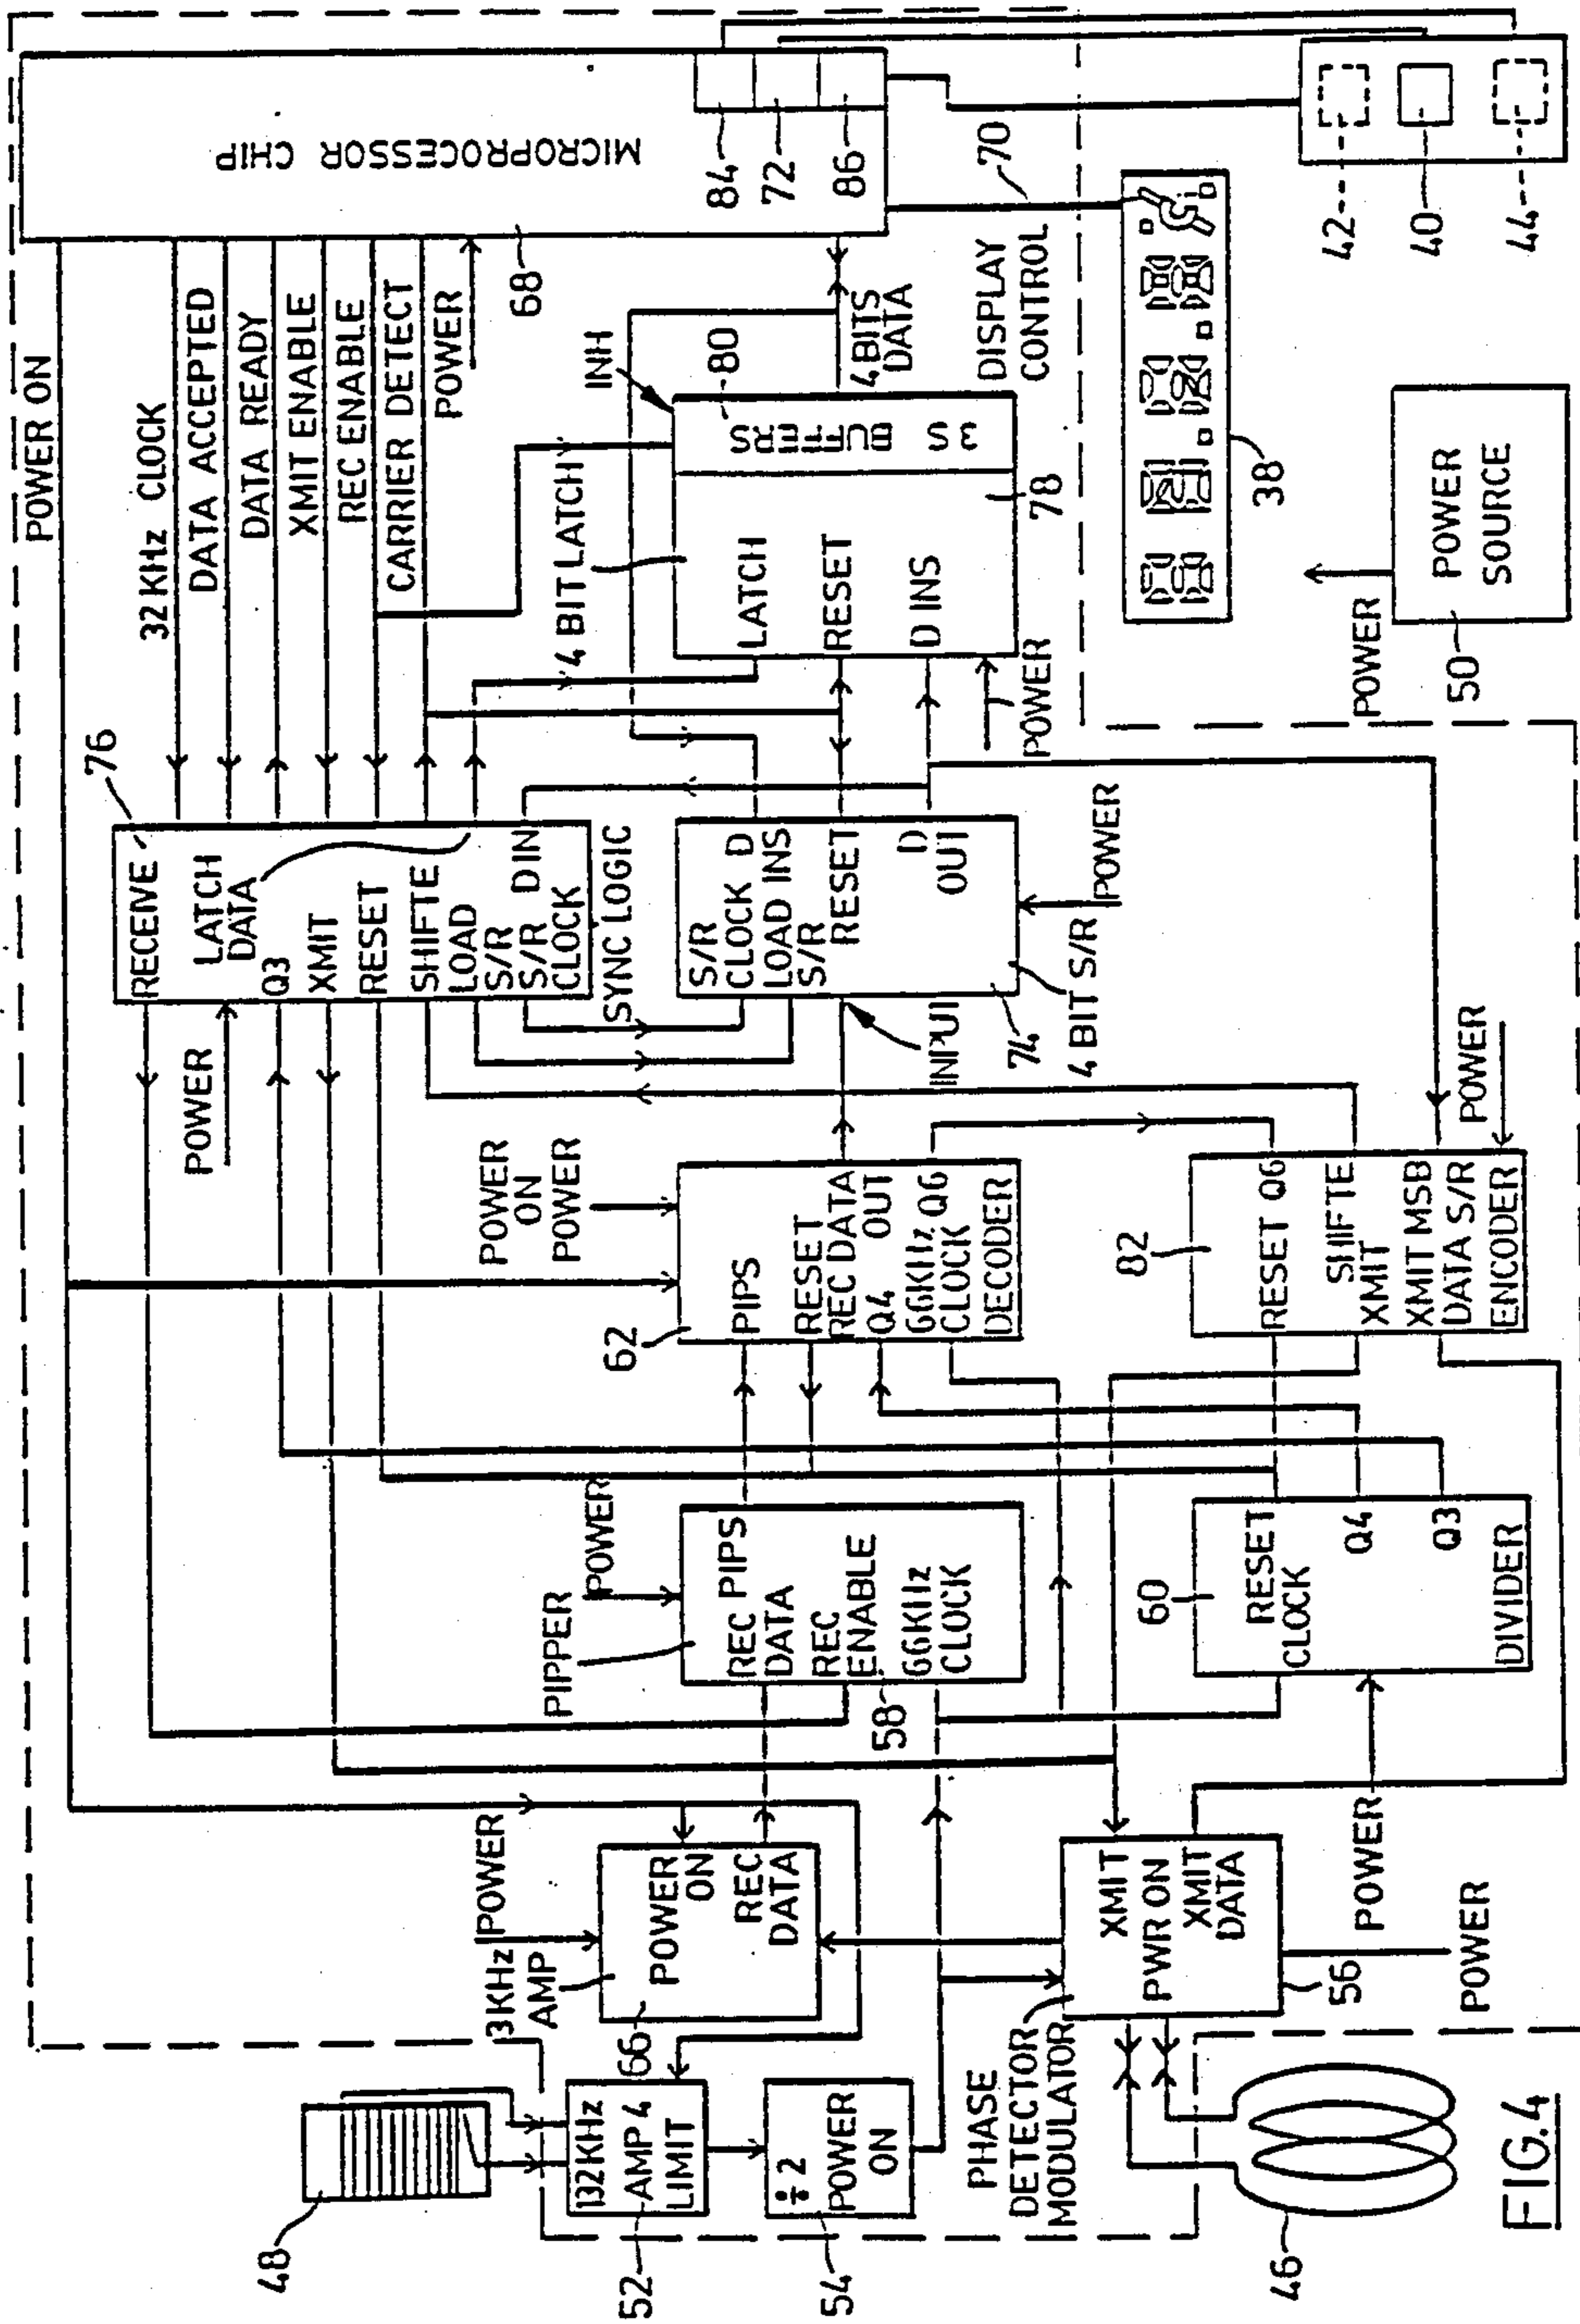 POWER ON
MICROPROCESSOR CHIP
84
72
86
68
32 KHz CLOCK
DATA ACCEPTED
DATA READY
XMIT ENABLE
REC ENABLE
CARRIER DETECT
POWER
76
RECEIVE
LATCH
DATA
Q3
XMIT
RESET
SHIFTE
LOAD
S/R
S/R D IN
CLOCK
SYNC LOGIC
POWER
4 BIT LATCH
INH
80
3S
BUFFERS
LATCH
RESET
D INS
78
4 BITS
DATA
POWER
DISPLAY
CONTROL
70
38
42
40
44
POWER
50
POWER
SOURCE
S/R
CLOCK D
LOAD INS
S/R
RESET
D
OUT
INPUT
74
4 BIT S/R
POWER
POWER
ON
POWER
62
PIPS
RESET
REC DATA
Q4 OUT
66KHz Q6
CLOCK
DECODER
82
RESET Q6
SHIFTE
XMIT
XMIT MSB
DATA S/R
ENCODER
POWER
PIPPER
POWER
REC PIPS
DATA
REC
ENABLE
58
66KHz
CLOCK
60
RESET
CLOCK
Q4
Q3
DIVIDER
POWER
3KHz
AMP
POWER
66
POWER
ON
REC
DATA
48
132KHz
AMP 4
LIMIT
52
÷2
POWER
ON
54
PHASE
DETECTOR
MODULATOR
XMIT
PWR ON
XMIT
DATA
56
POWER
46
FIG.4